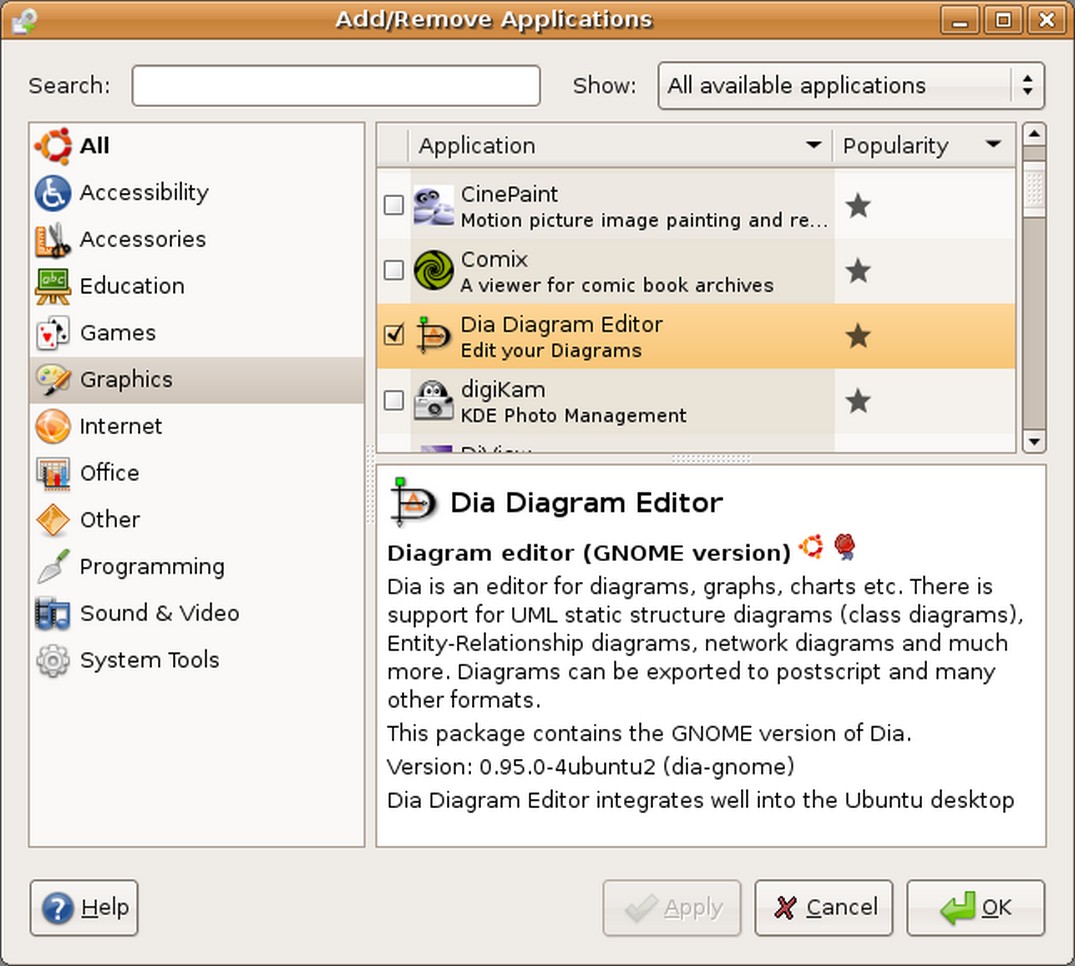 Add/Remove Applications
Search:
Show: All available applications
All
Accessibility
Accessories
Education
Games
Graphics
Internet
Office
Other
Programming
Sound & Video
System Tools
Application Popularity
CinePaint
Motion picture image painting and re...
Comix
A viewer for comic book archives
Dia Diagram Editor
Edit your Diagrams
digiKam
KDE Photo Management
Dia Diagram Editor
Diagram editor (GNOME version)
Dia is an editor for diagrams, graphs, charts etc. There is
support for UML static structure diagrams (class diagrams),
Entity-Relationship diagrams, network diagrams and much
more. Diagrams can be exported to postscript and many
other formats.
This package contains the GNOME version of Dia.
Version: 0.95.0-4ubuntu2 (dia-gnome)
Dia Diagram Editor integrates well into the Ubuntu desktop
Help Apply Cancel OK